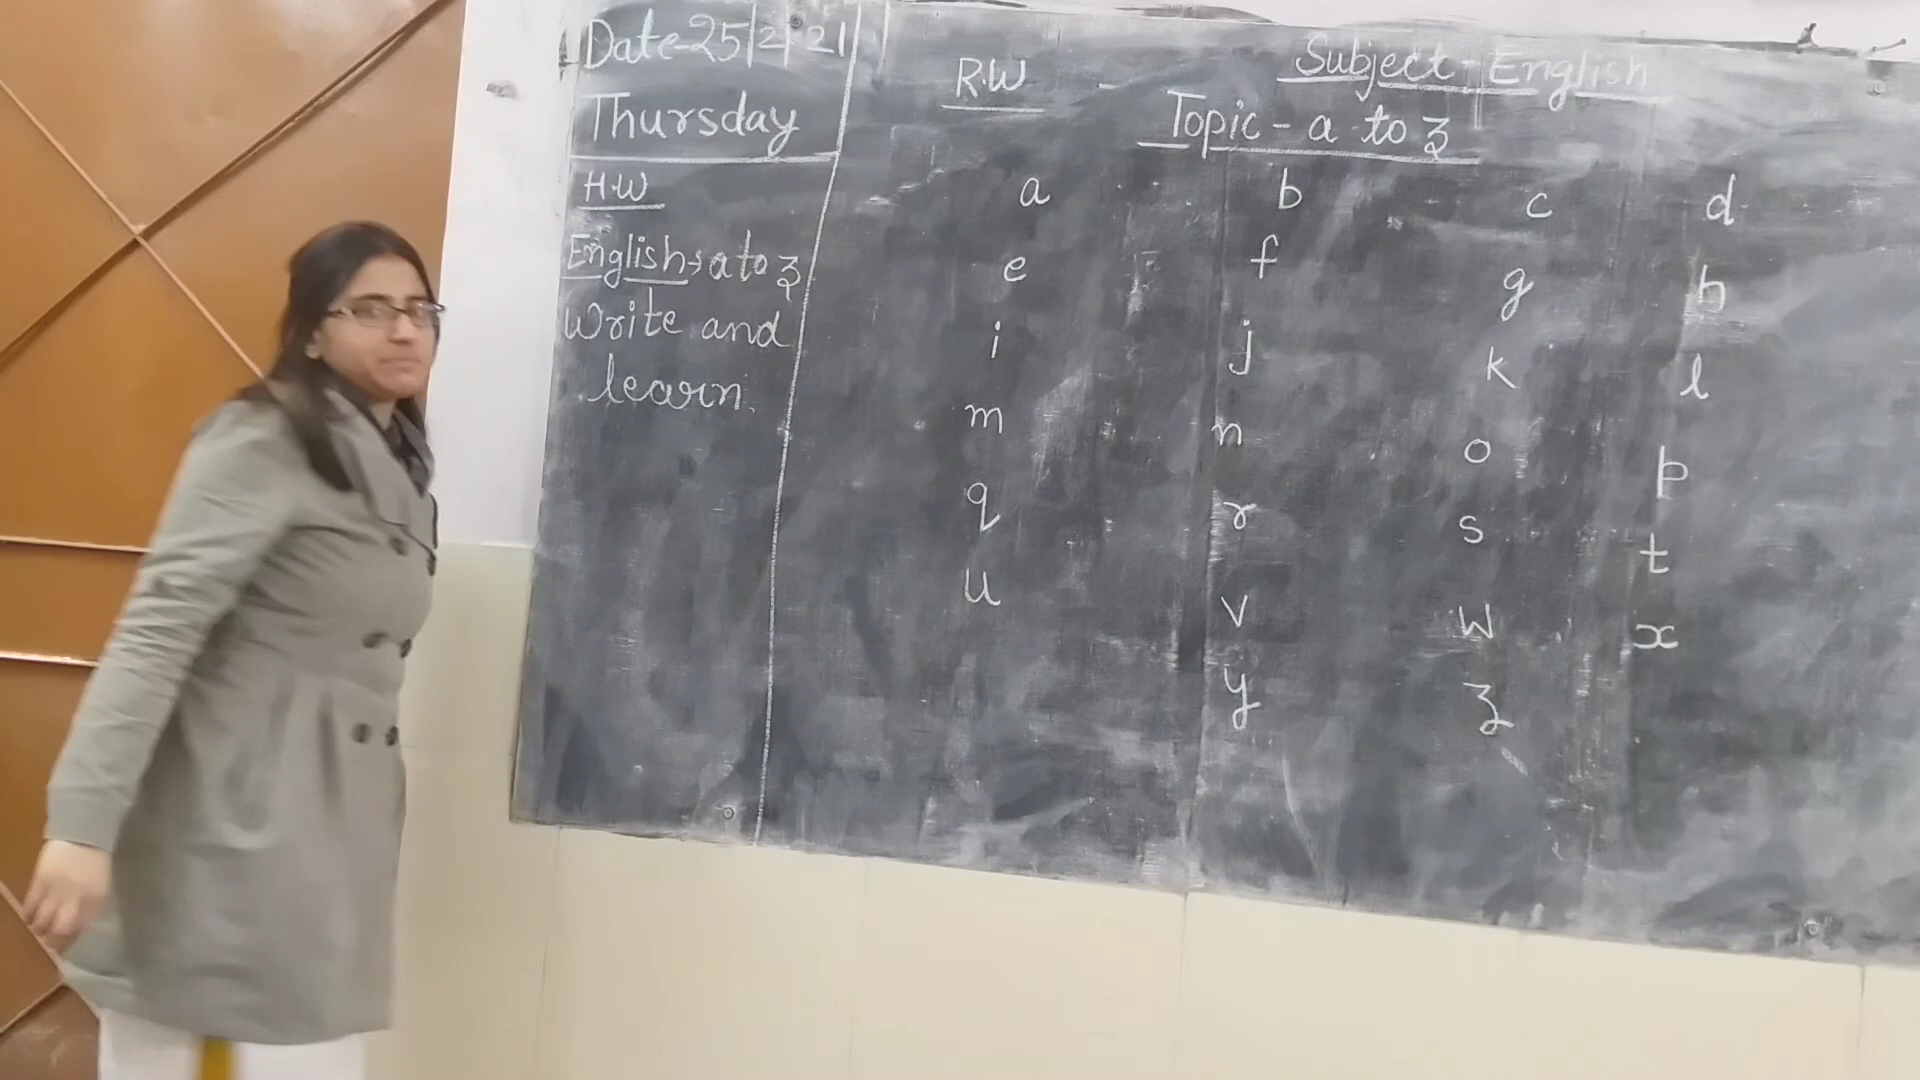 Date-25/2/21
Thursday
H.W
English→ a to z
Write and
learn.
R.W
Subject - English
Topic - a to z
a b c d
e f g h
i j k l
m n o p
q r s t
u v w x
y z